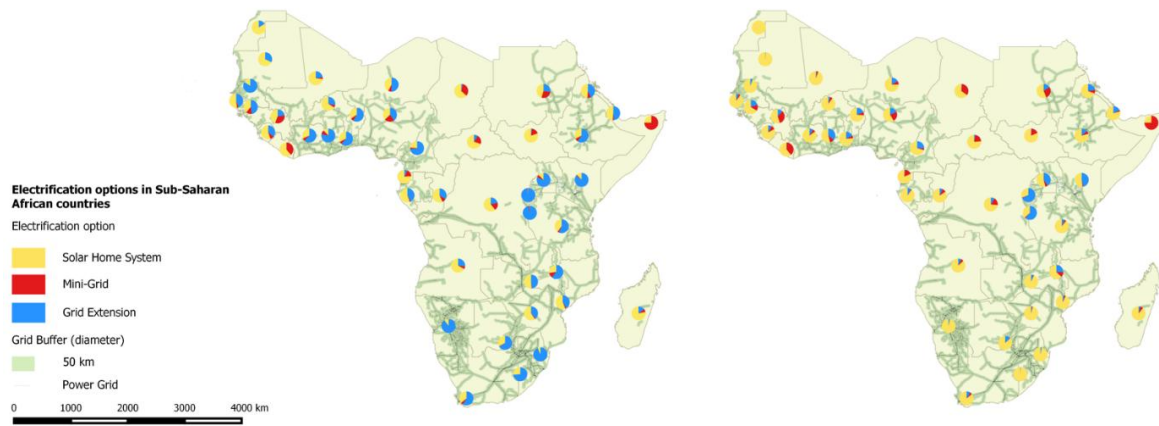 Electrification options in Sub-Saharan
African countries
Electrification option
Solar Home System
Mini-Grid
Grid Extension
Grid Buffer (diameter)
50 km
Power Grid
0 1000 2000 3000 4000 km